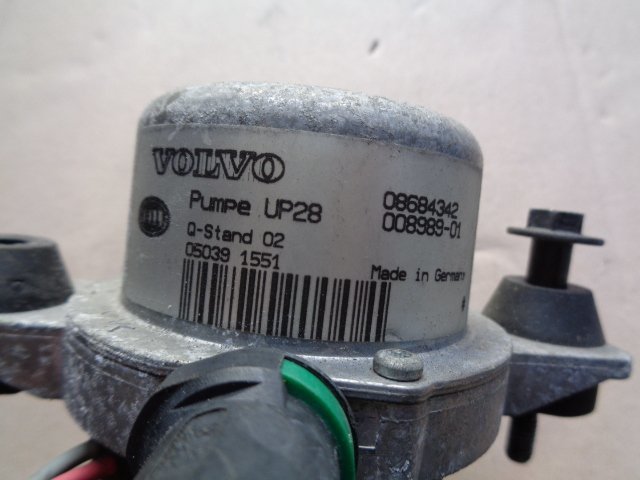 VOLVO
Pumpe UP28
08684342
008989-01
Q-Stand 02
05039 1551
Made in Germany